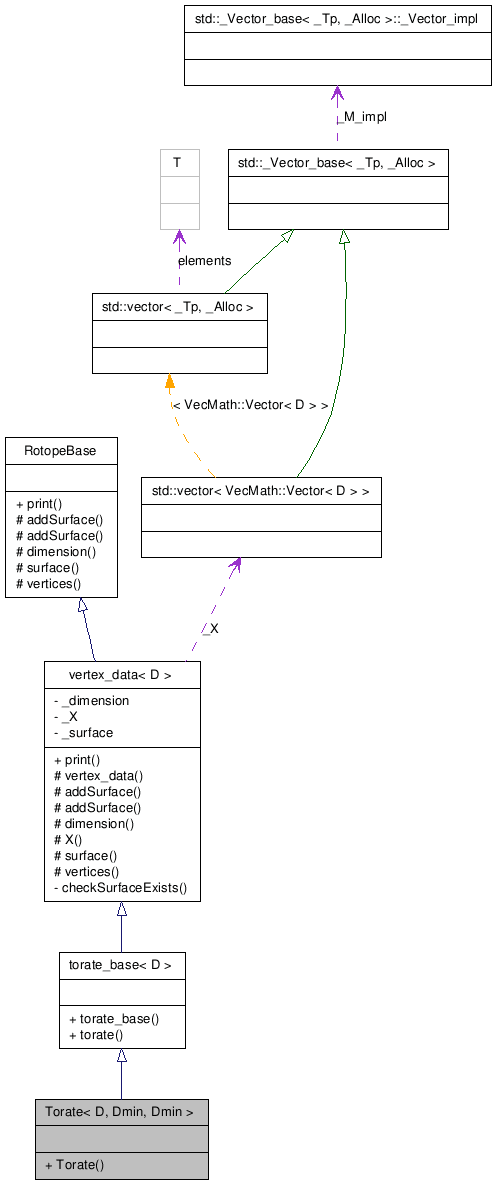 std::_Vector_base< _Tp, _Alloc >::_Vector_impl
_M_impl
T
std::_Vector_base< _Tp, _Alloc >
elements
std::vector< _Tp, _Alloc >
< VecMath::Vector< D > >
RotopeBase
+ print()
# addSurface()
# addSurface()
# dimension()
# surface()
# vertices()
std::vector< VecMath::Vector< D > >
_X
vertex_data< D >
- _dimension
- _X
- _surface
+ print()
# vertex_data()
# addSurface()
# addSurface()
# dimension()
# X()
# surface()
# vertices()
- checkSurfaceExists()
torate_base< D >
+ torate_base()
+ torate()
Torate< D, Dmin, Dmin >
+ Torate()